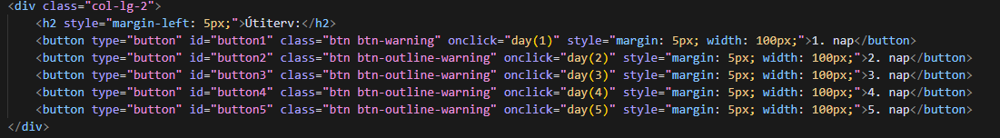 <div class="col-lg-2">
<h2 style="margin-left: 5px;">Útiterv:</h2>
<button type="button" id="button1" class="btn btn-warning" onclick="day(1)" style="margin: 5px; width: 100px;">1. nap</button>
<button type="button" id="button2" class="btn btn-outline-warning" onclick="day(2)" style="margin: 5px; width: 100px;">2. nap</button>
<button type="button" id="button3" class="btn btn-outline-warning" onclick="day(3)" style="margin: 5px; width: 100px;">3. nap</button>
<button type="button" id="button4" class="btn btn-outline-warning" onclick="day(4)" style="margin: 5px; width: 100px;">4. nap</button>
<button type="button" id="button5" class="btn btn-outline-warning" onclick="day(5)" style="margin: 5px; width: 100px;">5. nap</button>
</div>